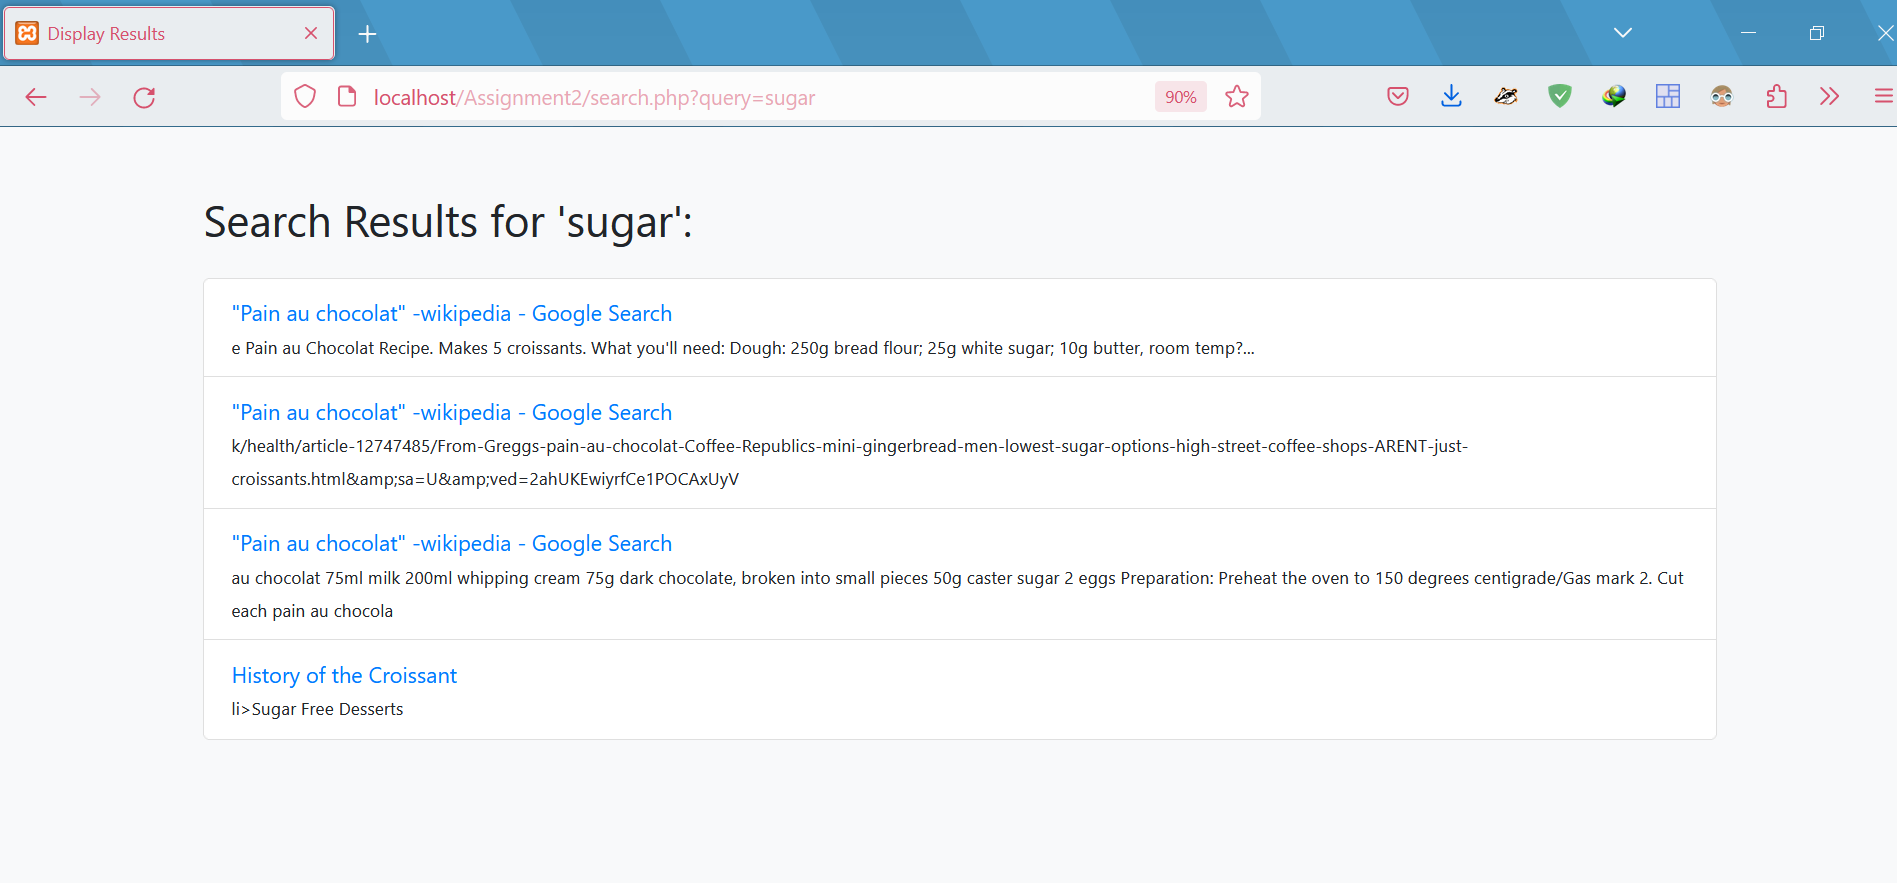 Display Results
localhost/Assignment2/search.php?query=sugar
90%
Search Results for 'sugar':
"Pain au chocolat" -wikipedia - Google Search
e Pain au Chocolat Recipe. Makes 5 croissants. What you'll need: Dough: 250g bread flour; 25g white sugar; 10g butter, room temp?...
"Pain au chocolat" -wikipedia - Google Search
k/health/article-12747485/From-Greggs-pain-au-chocolat-Coffee-Republics-mini-gingerbread-men-lowest-sugar-options-high-street-coffee-shops-ARENT-just-
croissants.html&amp;sa=U&amp;ved=2ahUKEwiyrfCe1POCAxUyV
"Pain au chocolat" -wikipedia - Google Search
au chocolat 75ml milk 200ml whipping cream 75g dark chocolate, broken into small pieces 50g caster sugar 2 eggs Preparation: Preheat the oven to 150 degrees centigrade/Gas mark 2. Cut
each pain au chocola
History of the Croissant
li>Sugar Free Desserts